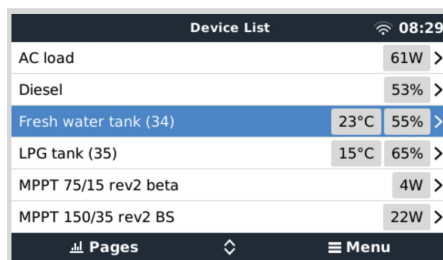 Device List 08:29
AC load 61W
Diesel 53%
Fresh water tank (34) 23°C 55%
LPG tank (35) 15°C 65%
MPPT 75/15 rev2 beta 4W
MPPT 150/35 rev2 BS 22W
Pages Menu